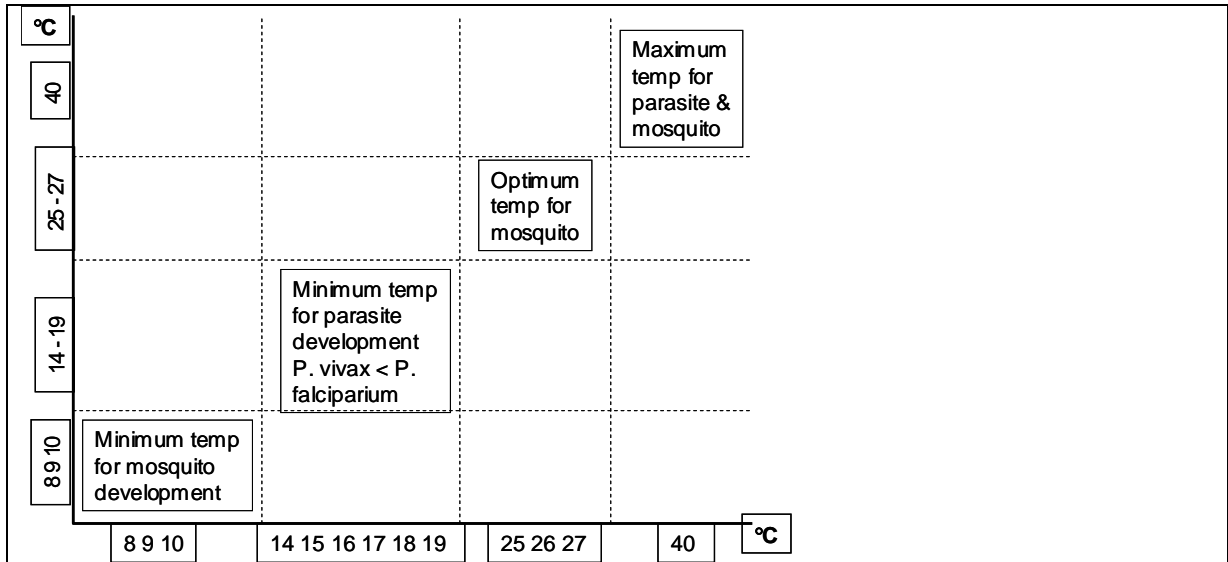 °C
40
Maximum
temp for
parasite &
mosquito
25 - 27
Optimum
temp for
mosquito
14 - 19
Minimum temp
for parasite
development
P. vivax < P.
falciparium
8 9 10
Minimum temp
for mosquito
development
8 9 10
14 15 16 17 18 19
25 26 27
40
°C